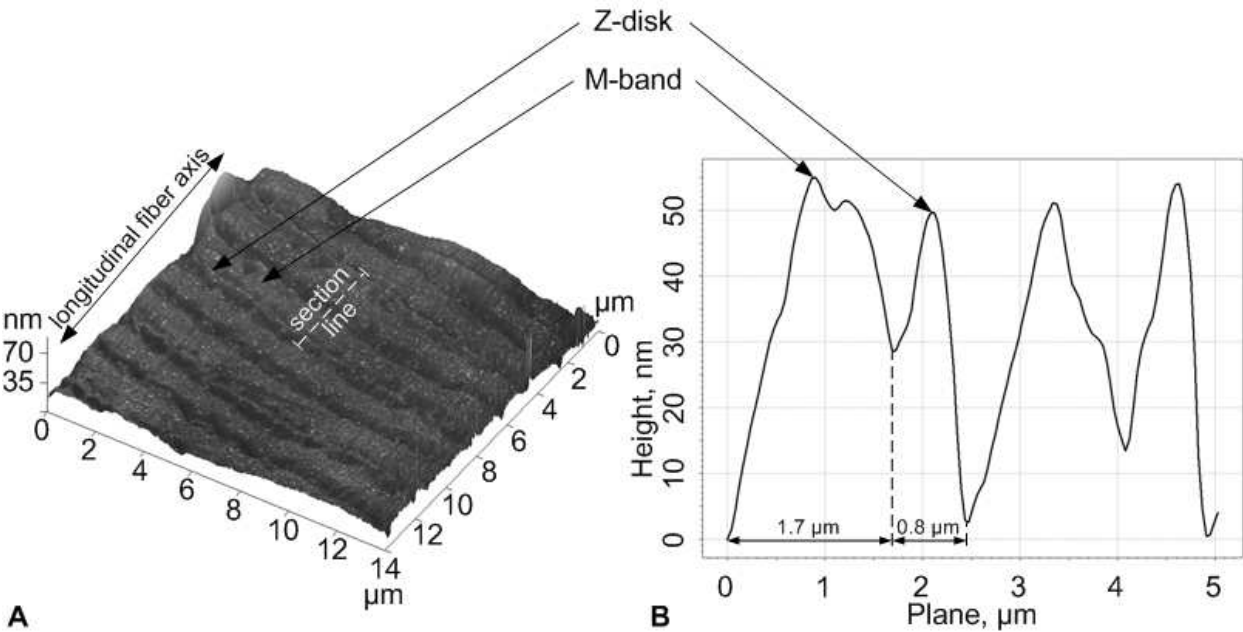 Z-disk
M-band
longitudinal fiber axis
section
line
nm
70
35
0
2
4
6
8
10
12
14
μm
μm
0
2
4
6
8
10
12
A
Height, nm
50
40
30
20
10
0
1.7 μm
0.8 μm
0 1 2 3 4 5
Plane, μm
B